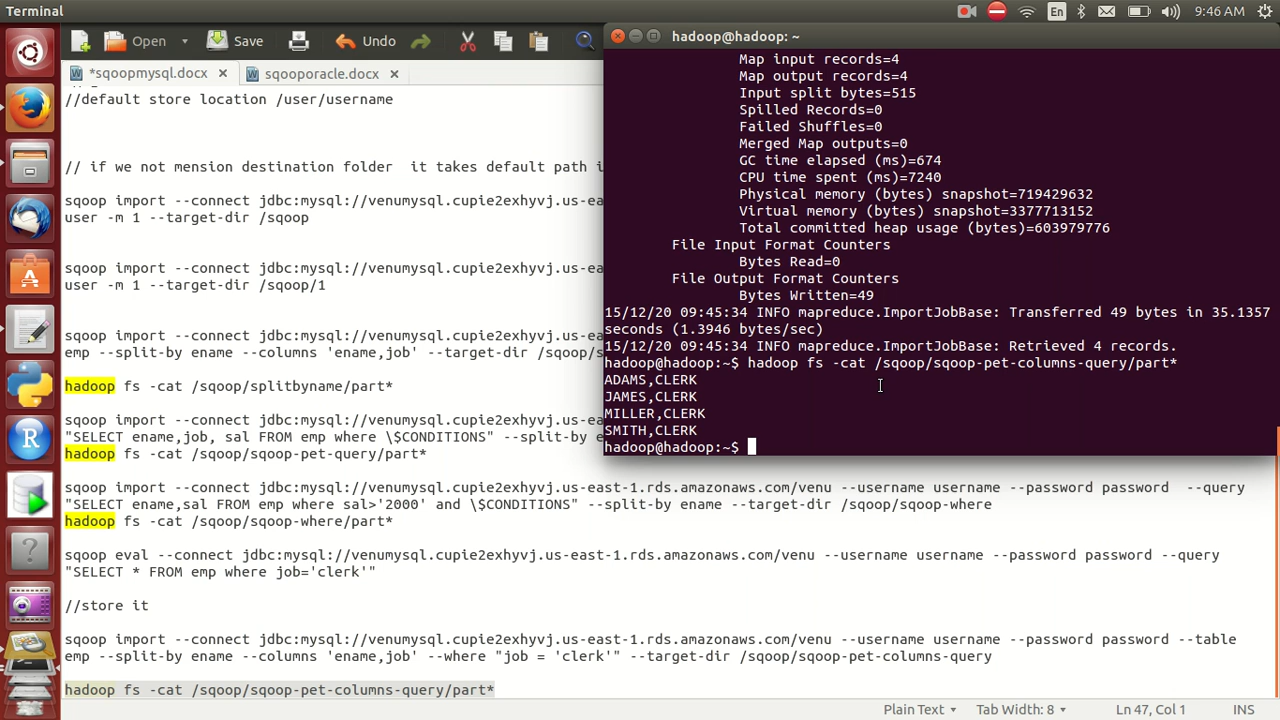 Terminal
En
9:46 AM
Open
Save
Undo
*sqoopmysql.docx
sqooporacle.docx
//default store location /user/username
// if we not mension destination folder  it takes default path i
sqoop import --connect jdbc:mysql://venumysql.cupie2exhyvj.us-ea
user -m 1 --target-dir /sqoop
sqoop import --connect jdbc:mysql://venumysql.cupie2exhyvj.us-ea
user -m 1 --target-dir /sqoop/1
sqoop import --connect jdbc:mysql://venumysql.cupie2exhyvj.us-ea
emp --split-by ename --columns 'ename,job' --target-dir /sqoop/s
hadoop fs -cat /sqoop/splitbyname/part*
sqoop import --connect jdbc:mysql://venumysql.cupie2exhyvj.us-ea
"SELECT ename,job, sal FROM emp where \$CONDITIONS" --split-by e
hadoop fs -cat /sqoop/sqoop-pet-query/part*
sqoop import --connect jdbc:mysql://venumysql.cupie2exhyvj.us-east-1.rds.amazonaws.com/venu --username username --password password  --query
"SELECT ename,sal FROM emp where sal>'2000' and \$CONDITIONS" --split-by ename --target-dir /sqoop/sqoop-where
hadoop fs -cat /sqoop/sqoop-where/part*
sqoop eval --connect jdbc:mysql://venumysql.cupie2exhyvj.us-east-1.rds.amazonaws.com/venu --username username --password password --query
"SELECT * FROM emp where job='clerk'"
//store it
sqoop import --connect jdbc:mysql://venumysql.cupie2exhyvj.us-east-1.rds.amazonaws.com/venu --username username --password password --table
emp --split-by ename --columns 'ename,job' --where "job = 'clerk'" --target-dir /sqoop/sqoop-pet-columns-query
hadoop fs -cat /sqoop/sqoop-pet-columns-query/part*
Plain Text
Tab Width: 8
Ln 47, Col 1
INS
hadoop@hadoop: ~
Map input records=4
Map output records=4
Input split bytes=515
Spilled Records=0
Failed Shuffles=0
Merged Map outputs=0
GC time elapsed (ms)=674
CPU time spent (ms)=7240
Physical memory (bytes) snapshot=719429632
Virtual memory (bytes) snapshot=3377713152
Total committed heap usage (bytes)=603979776
File Input Format Counters
Bytes Read=0
File Output Format Counters
Bytes Written=49
15/12/20 09:45:34 INFO mapreduce.ImportJobBase: Transferred 49 bytes in 35.1357
seconds (1.3946 bytes/sec)
15/12/20 09:45:34 INFO mapreduce.ImportJobBase: Retrieved 4 records.
hadoop@hadoop:~$ hadoop fs -cat /sqoop/sqoop-pet-columns-query/part*
ADAMS,CLERK
JAMES,CLERK
MILLER,CLERK
SMITH,CLERK
hadoop@hadoop:~$